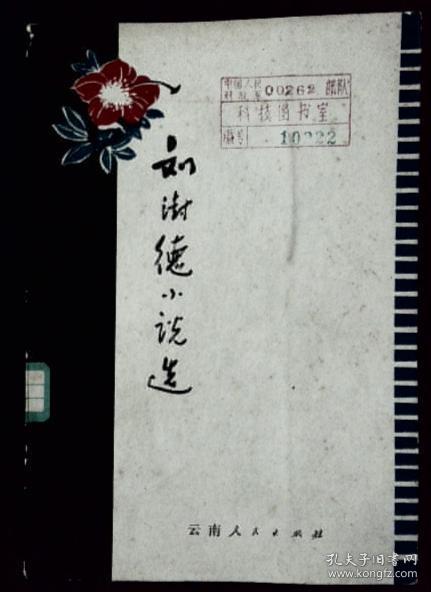 中国人民
解放军
00262
部队
科技图书室
编号
10222
刘澍德小说选
云南人民出版社
孔夫子旧书网
www.kongfz.com